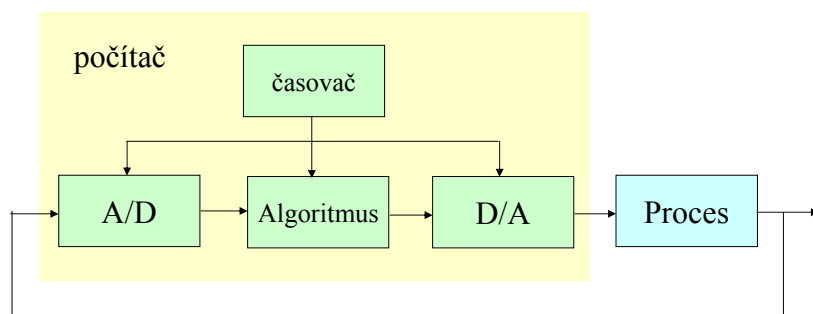 počítač
časovač
A/D
Algoritmus
D/A
Proces